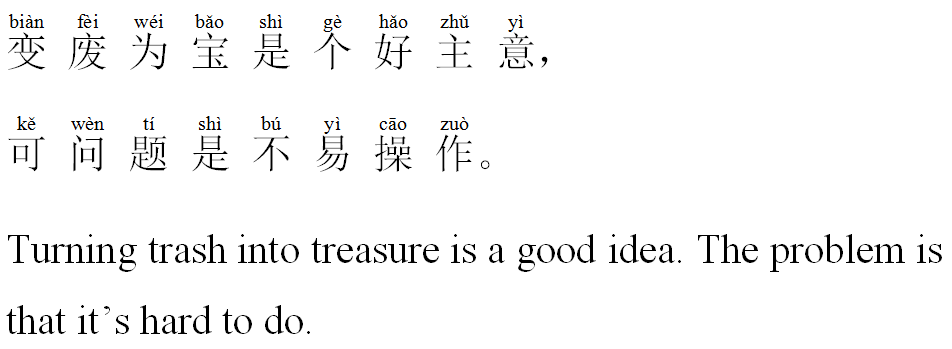 biàn fèi wéi bǎo shì gè hǎo zhǔ yì
变废为宝是个好主意，
kě wèn tí shì bú yì cāo zuò
可问题是不易操作。
Turning trash into treasure is a good idea. The problem is
that it’s hard to do.